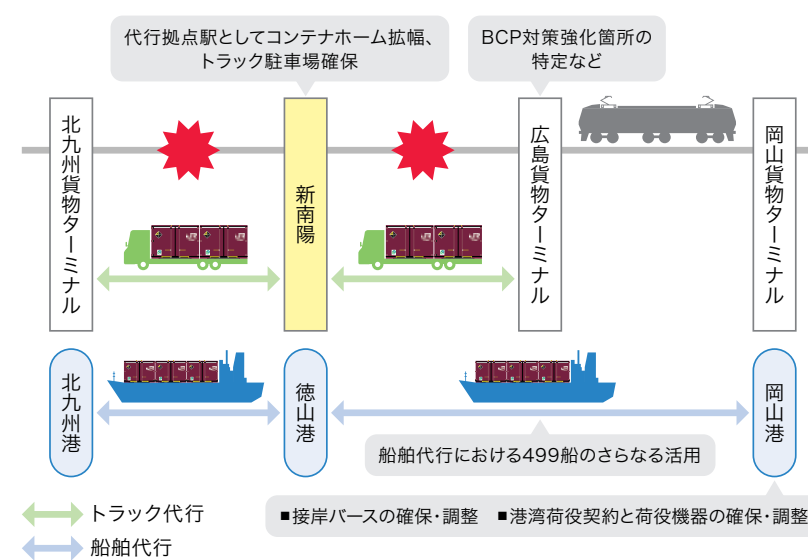 代行拠点駅としてコンテナホーム拡幅、
トラック駐車場確保
BCP対策強化箇所の
特定など
北九州貨物ターミナル
新南陽
広島貨物ターミナル
岡山貨物ターミナル
北九州港
徳山港
岡山港
船舶代行における499船のさらなる活用
トラック代行
■接岸バースの確保・調整 ■港湾荷役契約と荷役機器の確保・調整
船舶代行